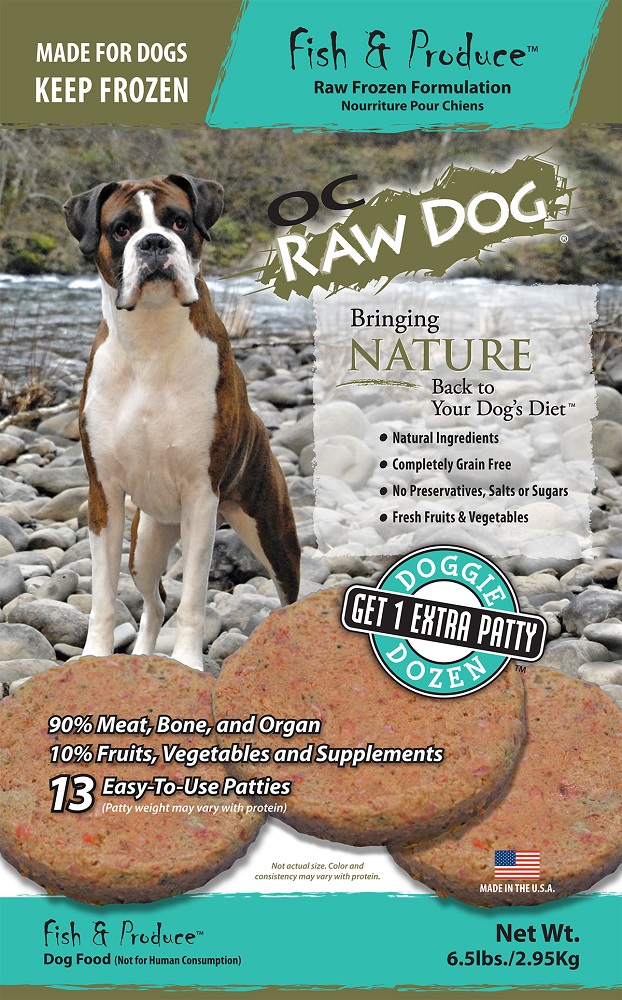 MADE FOR DOGS
KEEP FROZEN
Fish & Produce™
Raw Frozen Formulation
Nourriture Pour Chiens
OC
RAW DOG®
Bringing
NATURE
Back to
Your Dog's Diet™
• Natural Ingredients
• Completely Grain Free
• No Preservatives, Salts or Sugars
• Fresh Fruits & Vegetables
DOGGIE
GET 1 EXTRA PATTY
DOZEN™
90% Meat, Bone, and Organ
10% Fruits, Vegetables and Supplements
13 Easy-To-Use Patties
(Patty weight may vary with protein)
Not actual size. Color and
consistency may vary with protein.
MADE IN THE U.S.A.
Fish & Produce™
Dog Food (Not for Human Consumption)
Net Wt.
6.5lbs./2.95Kg